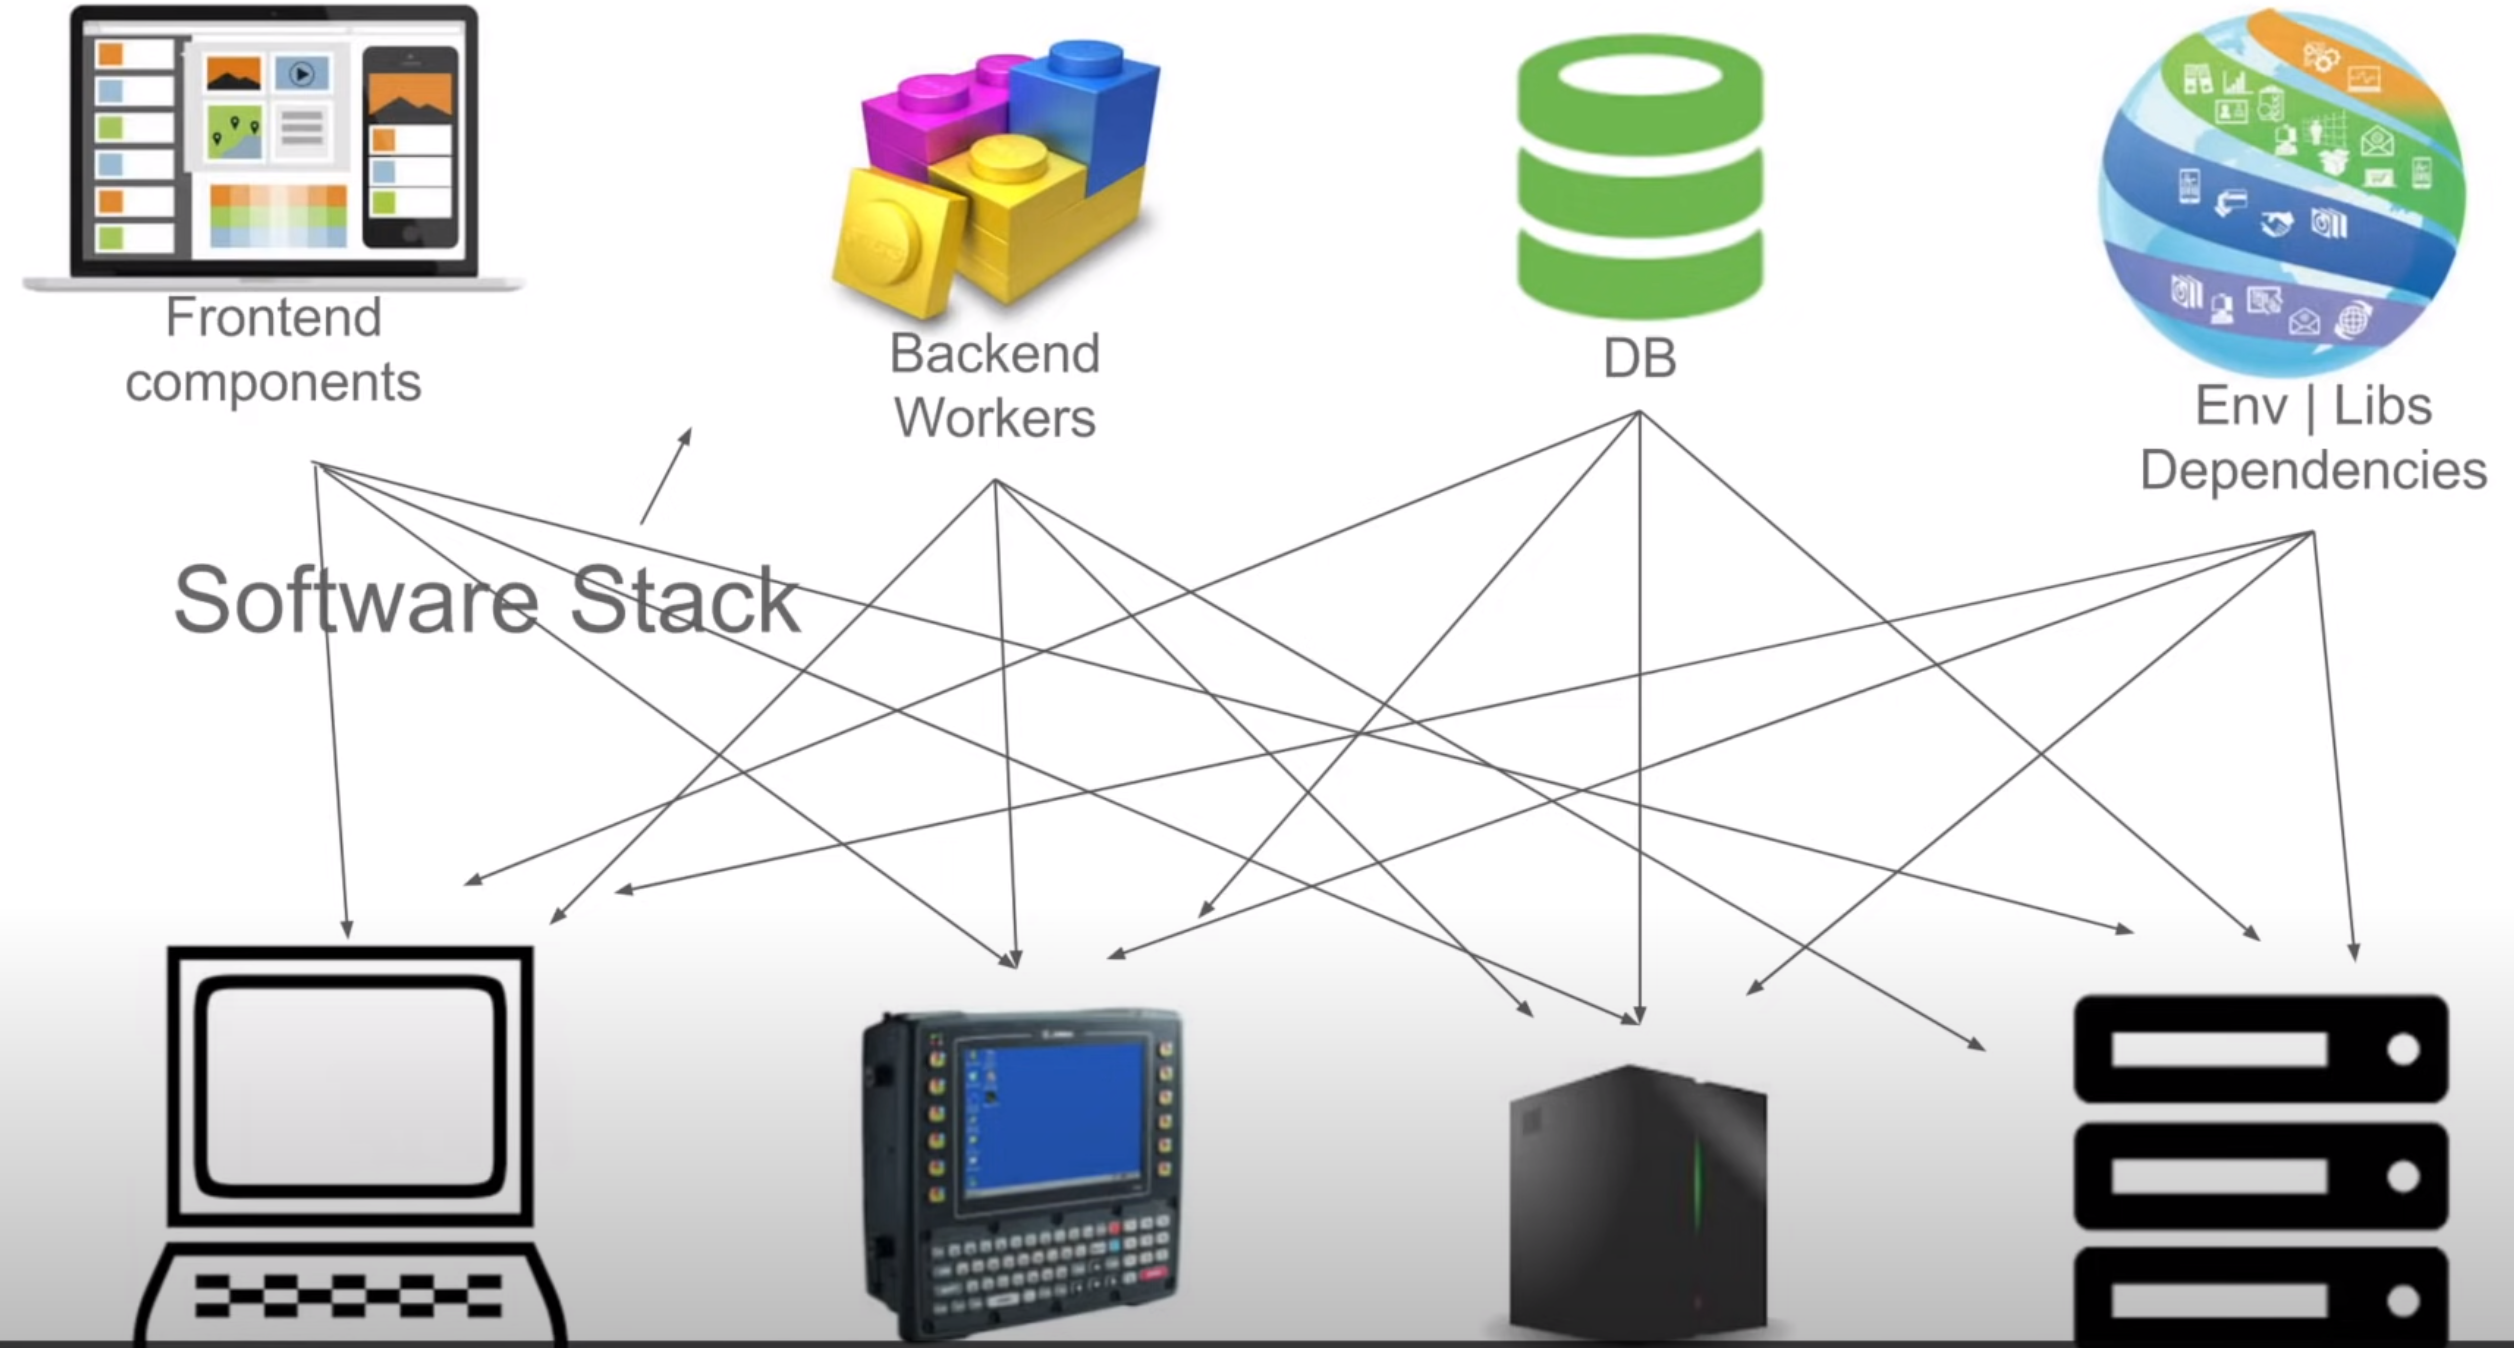 Frontend
components
Backend
Workers
DB
Env | Libs
Dependencies
Software Stack